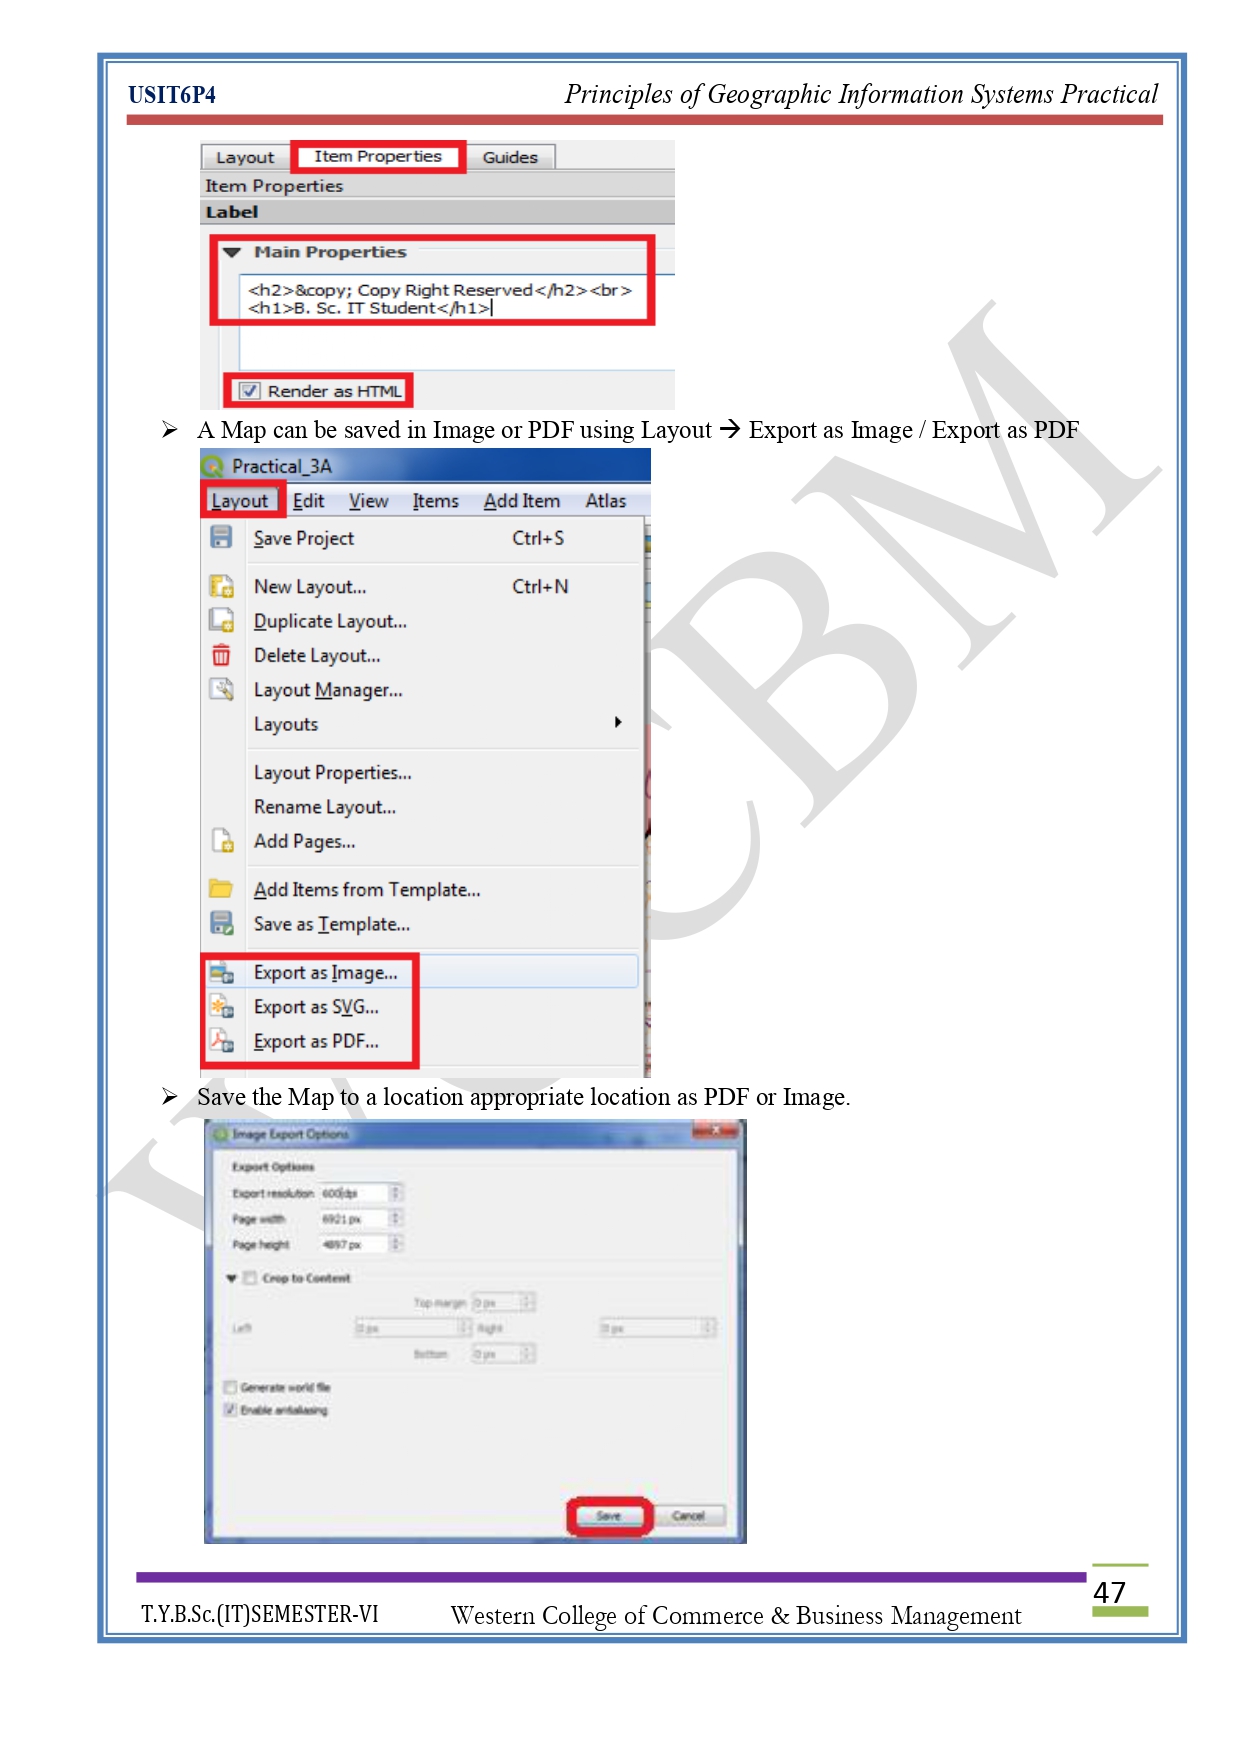 USIT6P4 Principles of Geographic Information Systems Practical
Layout Item Properties Guides
Item Properties
Label
Main Properties
<h2>&copy; Copy Right Reserved</h2><br>
<h1>B. Sc. IT Student</h1>
Render as HTML
➢ A Map can be saved in Image or PDF using Layout → Export as Image / Export as PDF
Practical_3A
Layout Edit View Items Add Item Atlas
Save Project Ctrl+S
New Layout... Ctrl+N
Duplicate Layout...
Delete Layout...
Layout Manager...
Layouts
Layout Properties...
Rename Layout...
Add Pages...
Add Items from Template...
Save as Template...
Export as Image...
Export as SVG...
Export as PDF...
➢ Save the Map to a location appropriate location as PDF or Image.
Image Export Options
Export Options
Export resolution 600 dpi
Page width 6921 px
Page height 4897 px
Crop to Content
Top margin 0 px
Left 0 px Right 0 px
Bottom 0 px
Generate world file
Enable antialiasing
Save Cancel
47
T.Y.B.Sc.(IT)SEMESTER-VI Western College of Commerce & Business Management
WCBM